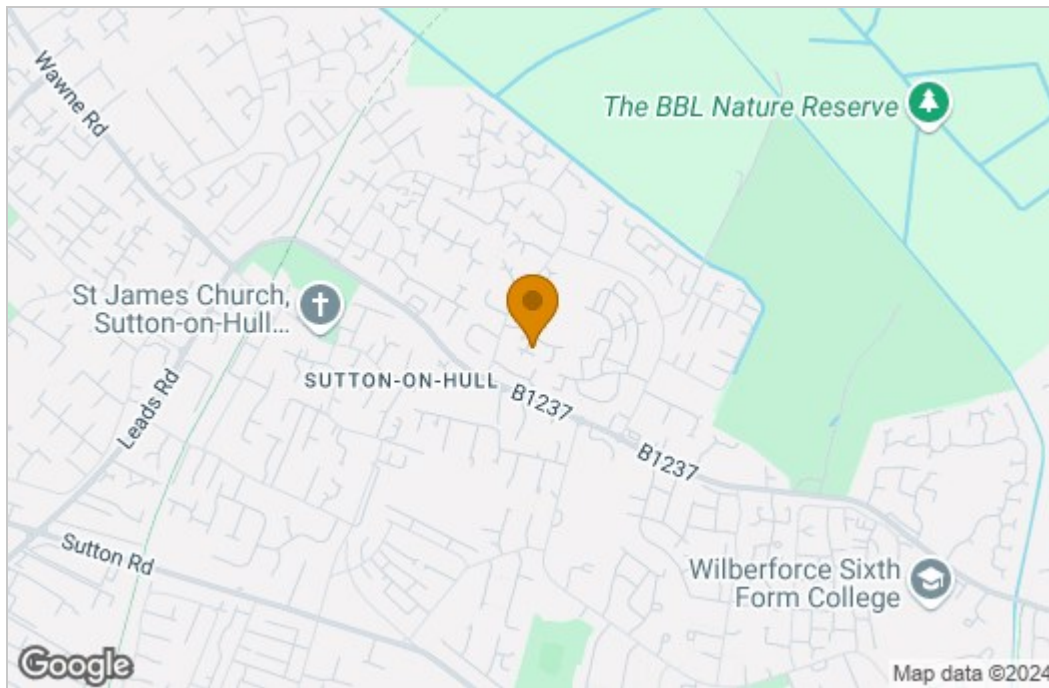 Wawne Rd
The BBL Nature Reserve
St James Church,
Sutton-on-Hull...
SUTTON-ON-HULL
B1237
Leads Rd
B1237
Sutton Rd
Wilberforce Sixth
Form College
Google
Map data ©2024